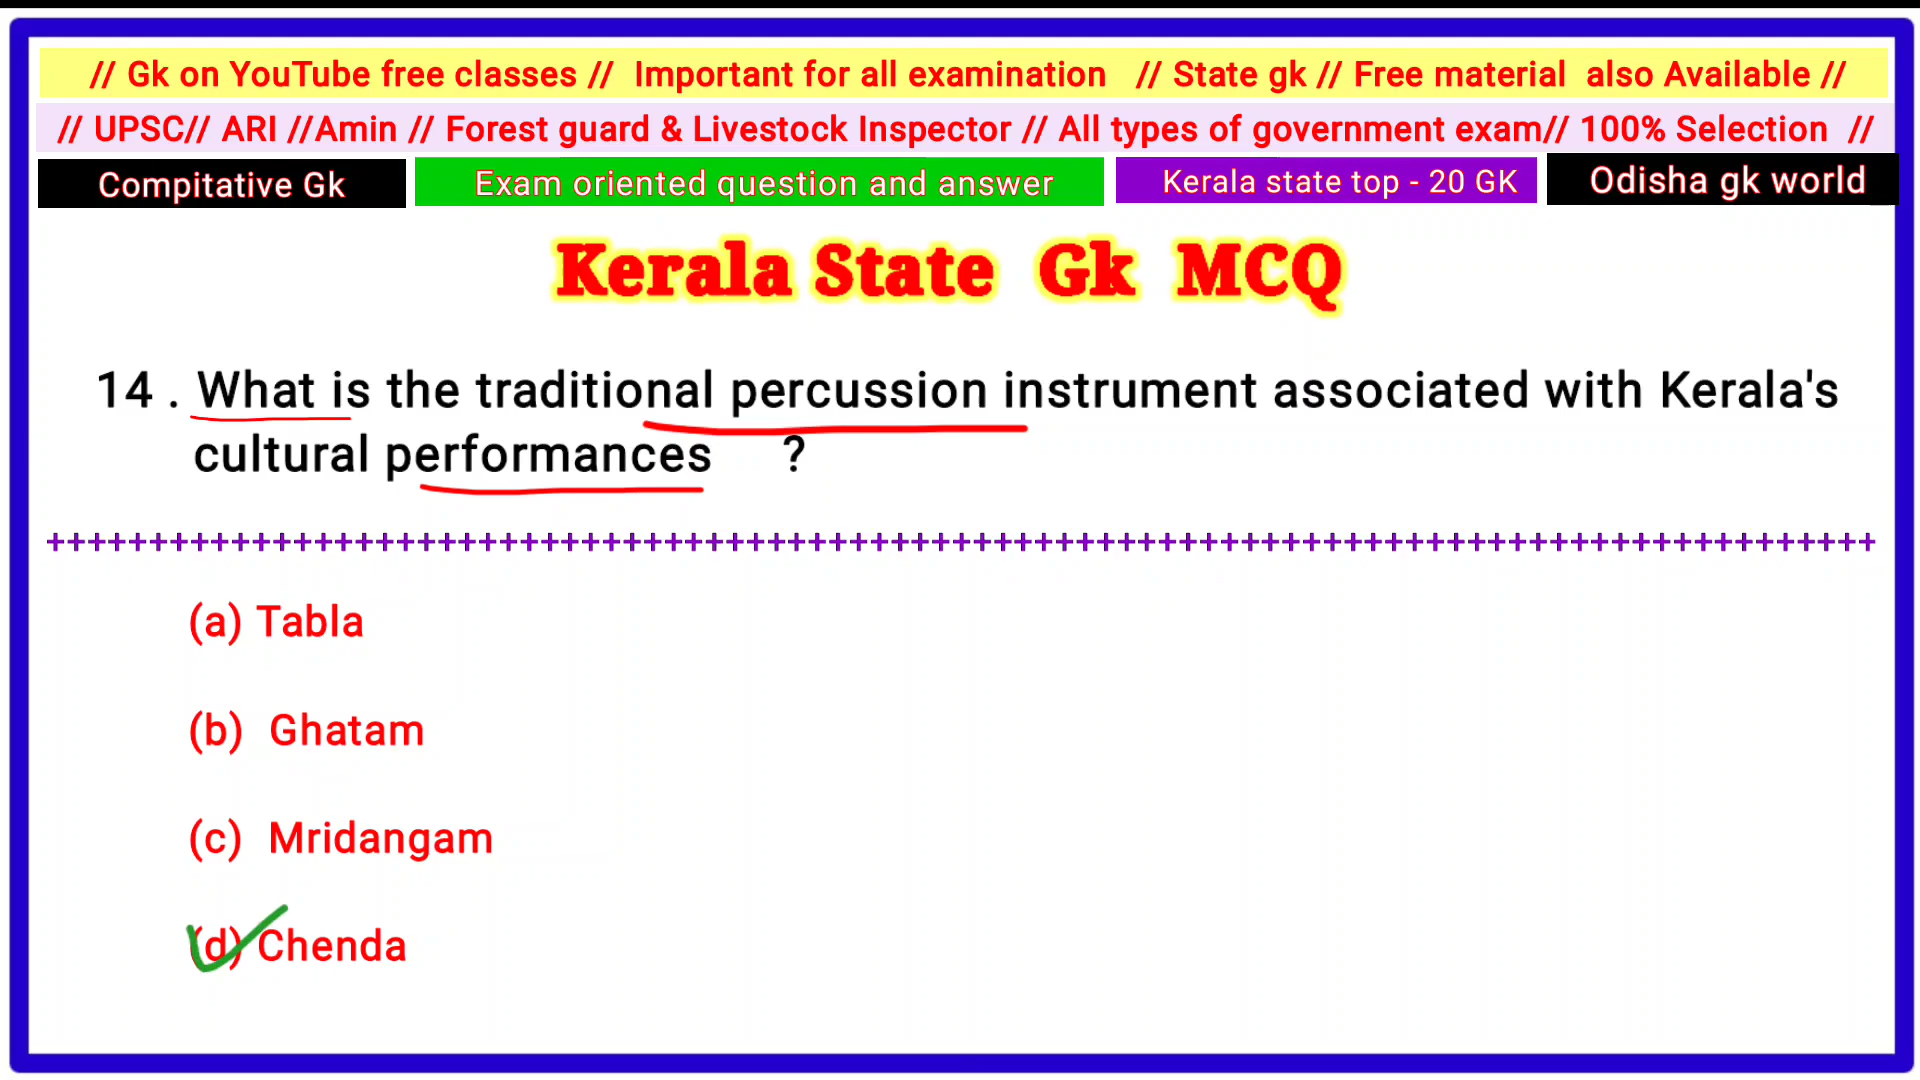 // Gk on YouTube free classes // Important for all examination // State gk // Free material also Available //
// UPSC// ARI //Amin // Forest guard & Livestock Inspector // All types of government exam// 100% Selection //
Compitative Gk Exam oriented question and answer Kerala state top - 20 GK Odisha gk world
Kerala State Gk MCQ
14 . What is the traditional percussion instrument associated with Kerala's
cultural performances ?
+++++++++++++++++++++++++++++++++++++++++++++++++++++++++++++++++++++++++++++++++++++++++
(a) Tabla
(b) Ghatam
(c) Mridangam
(d) Chenda